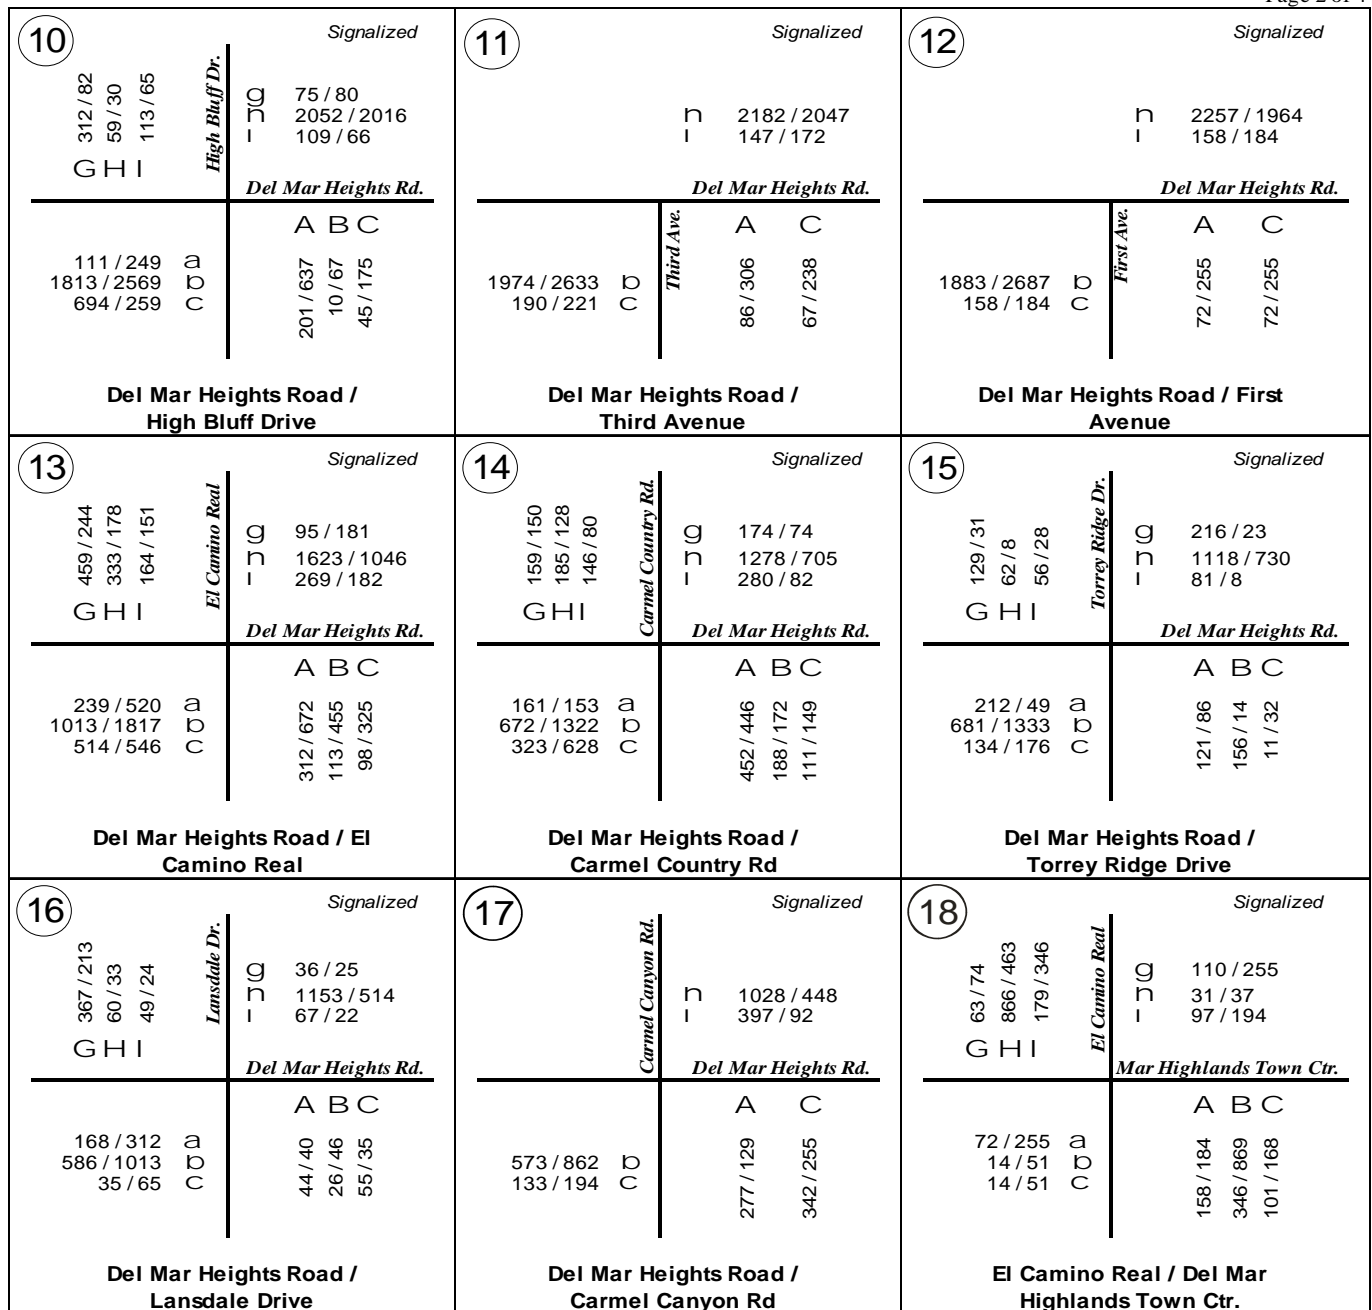 Page 2 of 4
10
Signalized
312 / 82
59 / 30
113 / 65
High Bluff Dr.
g 75 / 80
h 2052 / 2016
i 109 / 66
G H I
Del Mar Heights Rd.
A B C
111 / 249 a
1813 / 2569 b
694 / 259 c
201 / 637
10 / 67
45 / 175
Del Mar Heights Road /
High Bluff Drive
11
Signalized
h 2182 / 2047
i 147 / 172
Del Mar Heights Rd.
Third Ave.
A C
1974 / 2633 b
190 / 221 c
86 / 306
67 / 238
Del Mar Heights Road /
Third Avenue
12
Signalized
h 2257 / 1964
i 158 / 184
Del Mar Heights Rd.
First Ave.
A C
1883 / 2687 b
158 / 184 c
72 / 255
72 / 255
Del Mar Heights Road / First
Avenue
13
Signalized
459 / 244
333 / 178
164 / 151
El Camino Real
g 95 / 181
h 1623 / 1046
i 269 / 182
G H I
Del Mar Heights Rd.
A B C
239 / 520 a
1013 / 1817 b
514 / 546 c
312 / 672
113 / 455
98 / 325
Del Mar Heights Road / El
Camino Real
14
Signalized
159 / 150
185 / 128
146 / 80
Carmel Country Rd.
g 174 / 74
h 1278 / 705
i 280 / 82
G H I
Del Mar Heights Rd.
A B C
161 / 153 a
672 / 1322 b
323 / 628 c
452 / 446
188 / 172
111 / 149
Del Mar Heights Road /
Carmel Country Rd
15
Signalized
129 / 31
62 / 8
56 / 28
Torrey Ridge Dr.
g 216 / 23
h 1118 / 730
i 81 / 8
G H I
Del Mar Heights Rd.
A B C
212 / 49 a
681 / 1333 b
134 / 176 c
121 / 86
156 / 14
11 / 32
Del Mar Heights Road /
Torrey Ridge Drive
16
Signalized
367 / 213
60 / 33
49 / 24
Lansdale Dr.
g 36 / 25
h 1153 / 514
i 67 / 22
G H I
Del Mar Heights Rd.
A B C
168 / 312 a
586 / 1013 b
35 / 65 c
44 / 40
26 / 46
55 / 35
Del Mar Heights Road /
Lansdale Drive
17
Signalized
Carmel Canyon Rd.
h 1028 / 448
i 397 / 92
Del Mar Heights Rd.
A C
573 / 862 b
133 / 194 c
277 / 129
342 / 255
Del Mar Heights Road /
Carmel Canyon Rd
18
Signalized
63 / 74
866 / 463
179 / 346
El Camino Real
g 110 / 255
h 31 / 37
i 97 / 194
G H I
Mar Highlands Town Ctr.
A B C
72 / 255 a
14 / 51 b
14 / 51 c
158 / 184
346 / 869
101 / 168
El Camino Real / Del Mar
Highlands Town Ctr.